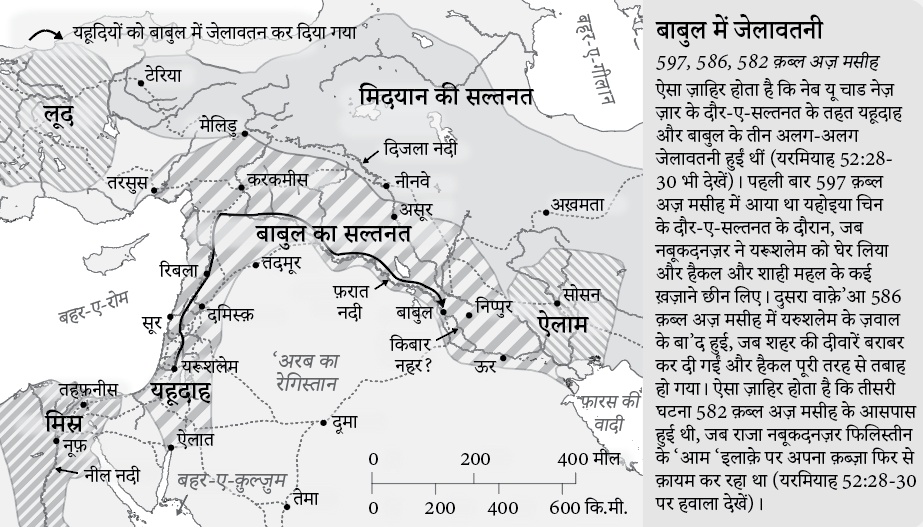 यहूदियों को बाबुल में जेलावतन कर दिया गया
टेरिया
लूद
मिदयान की सल्तनत
बहर-ए-गीलान
मेलिडु
दिजला नदी
तरसुस
करकमीस
नीनवे
असूर
अख़मता
बाबुल का सल्तनत
रिबला
तदमूर
बहर-ए-रोम
फ़रात
नदी
बाबुल
निप्पुर
सोसन
सूर
दमिस्क़
ऐलाम
किबार
नहर?
ऊर
यरूशलेम
यहूदाह
‘अरब का
रेगिस्तान
तहफ़नीस
मिस्र
नूफ़
ऐलात
दूमा
फ़ारस की
वादी
नील नदी
बहर-ए-क़ुल्ज़ुम
तेमा
0 200 400 मील
0 200 400 600 कि.मी.
बाबुल में जेलावतनी
597, 586, 582 क़ब्ल अज़ मसीह
ऐसा ज़ाहिर होता है कि नेब यू चाड नेज़
ज़ार के दौर-ए-सल्तनत के तहत यहूदाह
और बाबुल के तीन अलग-अलग
जेलावतनी हुईं थीं (यरमियाह 52:28-
30 भी देखें)। पहली बार 597 क़ब्ल
अज़ मसीह में आया था यहोइया चिन
के दौर-ए-सल्तनत के दौरान, जब
नबूकदनज़र ने यरूशलेम को घेर लिया
और हैकल और शाही महल के कई
ख़ज़ाने छीन लिए। दुसरा वाक़े'आ 586
क़ब्ल अज़ मसीह में यरुशलेम के ज़वाल
के बा'द हुई, जब शहर की दीवारें बराबर
कर दी गईं और हैकल पूरी तरह से तबाह
हो गया। ऐसा ज़ाहिर होता है कि तीसरी
घटना 582 क़ब्ल अज़ मसीह के आसपास
हुई थी, जब राजा नबूकदनज़र फिलिस्तीन
के ‘आम ‘इलाक़े पर अपना क़ब्ज़ा फिर से
क़ायम कर रहा था (यरमियाह 52:28-30
पर हवाला देखें)।